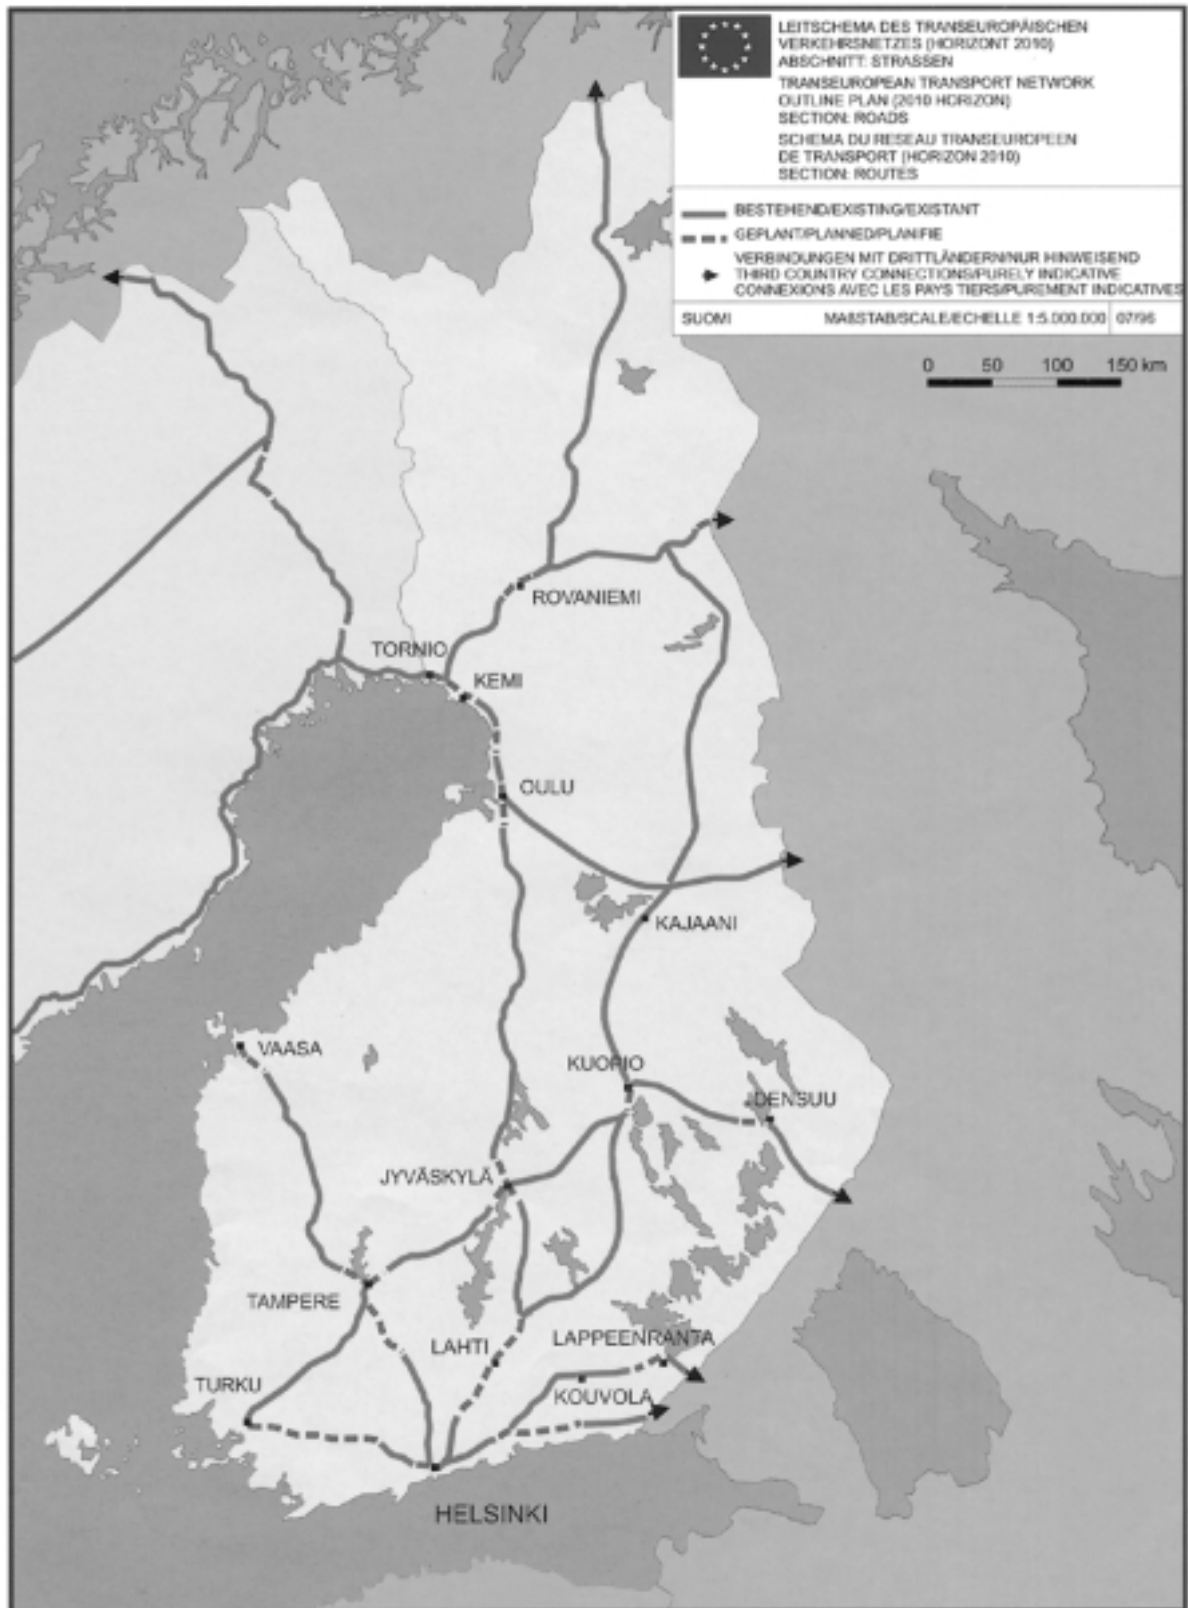 LEITSCHEMA DES TRANSEUROPÄISCHEN
VERKEHRSNETZES (HORIZONT 2010)
ABSCHNITT: STRASSEN
TRANSEUROPEAN TRANSPORT NETWORK
OUTLINE PLAN (2010 HORIZON)
SECTION: ROADS
SCHEMA DU RESEAU TRANSEUROPEEN
DE TRANSPORT (HORIZON 2010)
SECTION: ROUTES
BESTEHEND/EXISTING/EXISTANT
GEPLANT/PLANNED/PLANIFIE
VERBINDUNGEN MIT DRITTLÄNDERN/NUR HINWEISEND
THIRD COUNTRY CONNECTIONS/PURELY INDICATIVE
CONNEXIONS AVEC LES PAYS TIERS/PUREMENT INDICATIVES
SUOMI MAßSTAB/SCALE/ECHELLE 1:5.000.000 07/96
0 50 100 150 km
ROVANIEMI
TORNIO
KEMI
OULU
KAJAANI
VAASA
KUOPIO
JOENSUU
JYVÄSKYLÄ
TAMPERE
LAHTI
LAPPEENRANTA
TURKU
KOUVOLA
HELSINKI